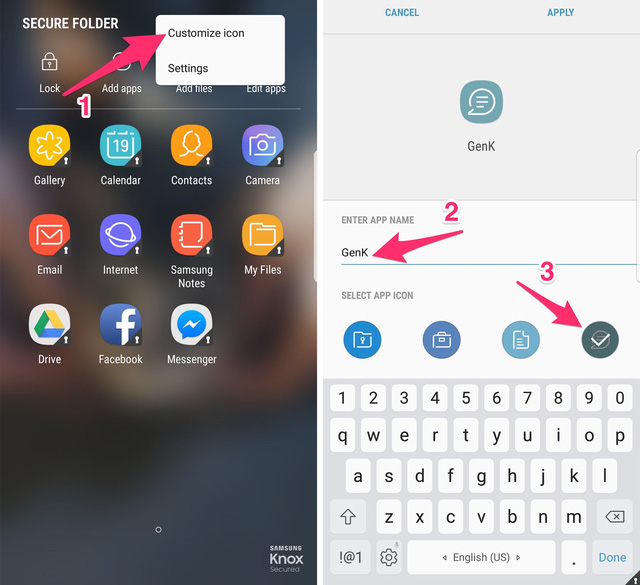 SECURE FOLDER
Customize icon
Settings
Lock
Add apps
Add files
Edit apps
1
19
Gallery
Calendar
Contacts
Camera
Email
Internet
Samsung
Notes
My Files
Drive
Facebook
Messenger
SAMSUNG
Knox
Secured
CANCEL
APPLY
GenK
ENTER APP NAME
2
GenK
3
SELECT APP ICON
1 2 3 4 5 6 7 8 9 0
q w e r t y u i o p
a s d f g h j k l
z x c v b n m
!@1
English (US)
.
Done